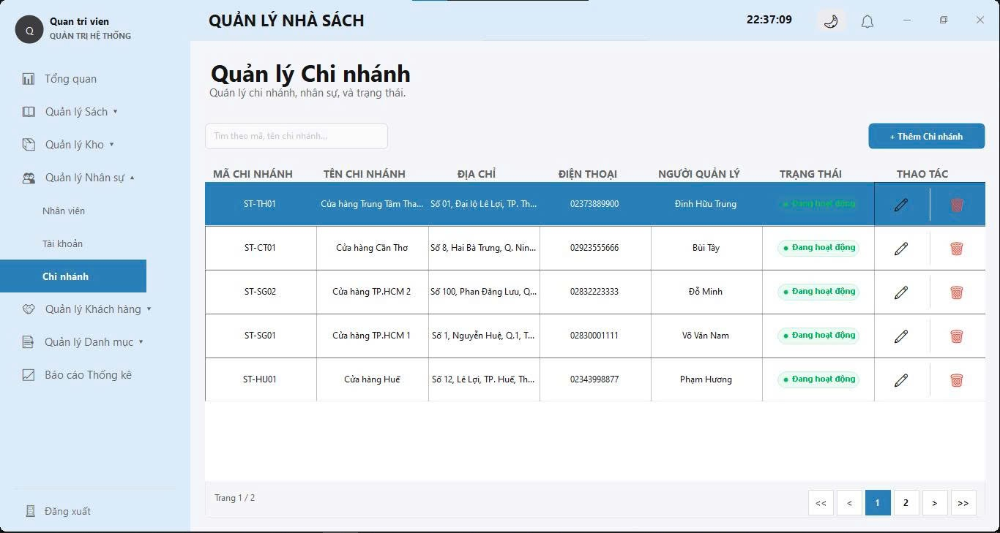 Q
Quan tri vien
QUẢN TRỊ HỆ THỐNG
QUẢN LÝ NHÀ SÁCH
22:37:09
Tổng quan
Quản lý Sách ▾
Quản lý Kho ▾
Quản lý Nhân sự ▴
Nhân viên
Tài khoản
Chi nhánh
Quản lý Khách hàng ▾
Quản lý Danh mục ▾
Báo cáo Thống kê
Đăng xuất
Quản lý Chi nhánh
Quản lý chi nhánh, nhân sự, và trạng thái.
Tìm theo mã, tên chi nhánh...
+ Thêm Chi nhánh
MÃ CHI NHÁNH TÊN CHI NHÁNH ĐỊA CHỈ ĐIỆN THOẠI NGƯỜI QUẢN LÝ TRẠNG THÁI THAO TÁC
ST-TH01 Cửa hàng Trung Tâm Tha... Số 01, Đại lộ Lê Lợi, TP. Th... 02373889900 Đinh Hữu Trung ● Đang hoạt động
ST-CT01 Cửa hàng Cần Thơ Số 8, Hai Bà Trưng, Q. Nin... 02923555666 Bùi Tây ● Đang hoạt động
ST-SG02 Cửa hàng TP.HCM 2 Số 100, Phan Đăng Lưu, Q... 02832223333 Đỗ Minh ● Đang hoạt động
ST-SG01 Cửa hàng TP.HCM 1 Số 1, Nguyễn Huệ, Q.1, T... 02830001111 Võ Văn Nam ● Đang hoạt động
ST-HU01 Cửa hàng Huế Số 12, Lê Lợi, TP. Huế, Th... 02343998877 Phạm Hương ● Đang hoạt động
Trang 1 / 2
<< < 1 2 > >>